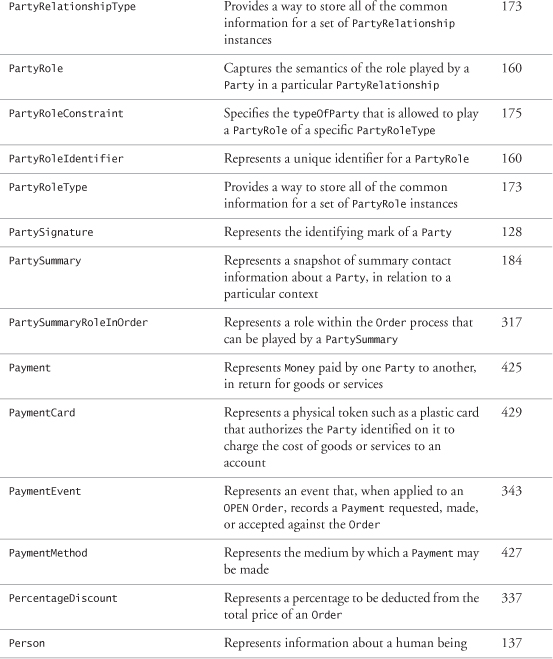 PartyRelationshipType Provides a way to store all of the common 173
information for a set of PartyRelationship
instances
PartyRole Captures the semantics of the role played by a 160
Party in a particular PartyRelationship
PartyRoleConstraint Specifies the typeOfParty that is allowed to play 175
a PartyRole of a specific PartyRoleType
PartyRoleIdentifier Represents a unique identifier for a PartyRole 160
PartyRoleType Provides a way to store all of the common 173
information for a set of PartyRole instances
PartySignature Represents the identifying mark of a Party 128
PartySummary Represents a snapshot of summary contact 184
information about a Party, in relation to a
particular context
PartySummaryRoleInOrder Represents a role within the Order process that 317
can be played by a PartySummary
Payment Represents Money paid by one Party to another, 425
in return for goods or services
PaymentCard Represents a physical token such as a plastic card 429
that authorizes the Party identified on it to
charge the cost of goods or services to an
account
PaymentEvent Represents an event that, when applied to an 343
OPEN Order, records a Payment requested, made,
or accepted against the Order
PaymentMethod Represents the medium by which a Payment may 427
be made
PercentageDiscount Represents a percentage to be deducted from the 337
total price of an Order
Person Represents information about a human being 137